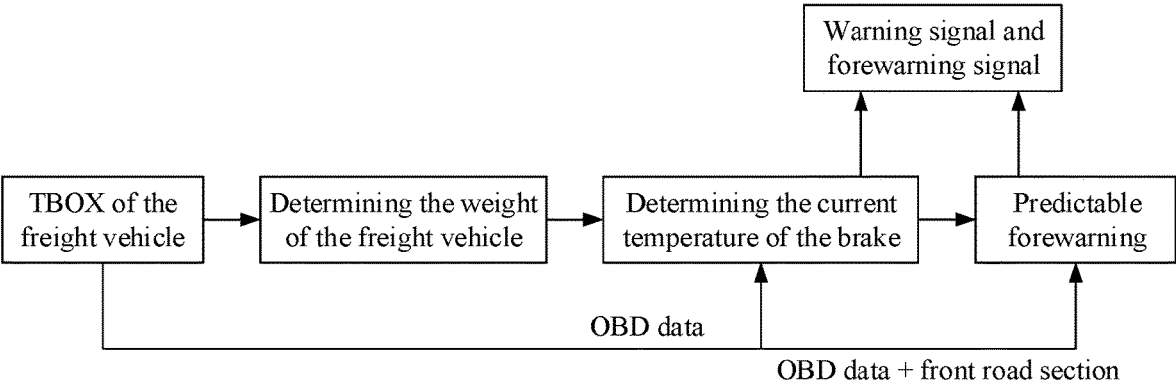 Warning signal and
forewarning signal
TBOX of the
freight vehicle
Determining the weight
of the freight vehicle
Determining the current
temperature of the brake
Predictable
forewarning
OBD data
OBD data + front road section